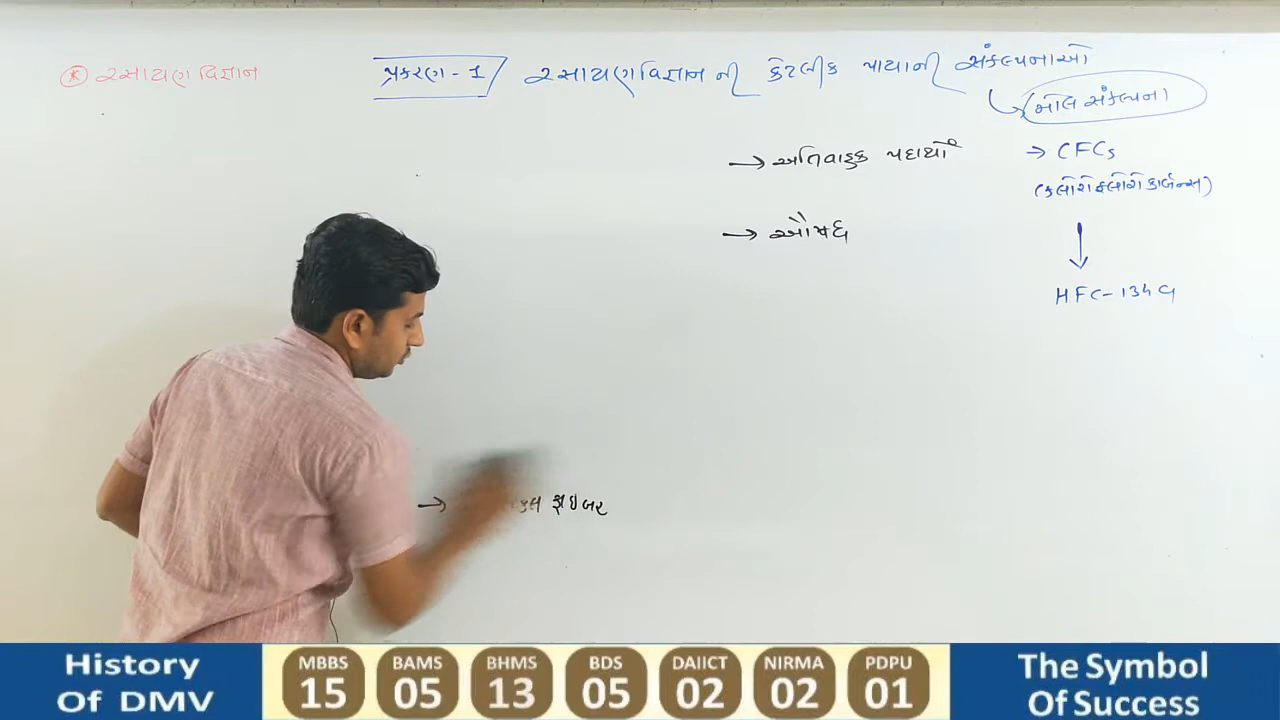 * રસાયણ વિજ્ઞાન
પ્રકરણ - 1 રસાયણ વિજ્ઞાન ની કેટલીક પાયાની સંકલ્પનાઓ
મોલ સંકલ્પના
→ અતિવાહક પદાર્થો
→ CFCs
(ક્લોરોફ્લોરો કાર્બન્સ)
→ ઔષધ
↓
HFC-134a
→ ફાઇબર
History Of DMV
MBBS 15
BAMS 05
BHMS 13
BDS 05
DAIICT 02
NIRMA 02
PDPU 01
The Symbol Of Success